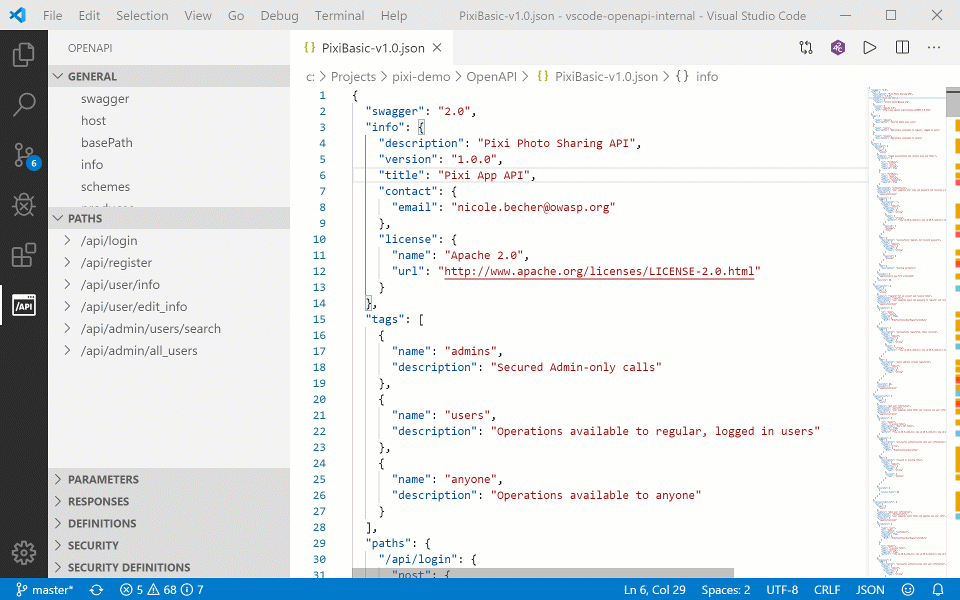 File Edit Selection View Go Debug Terminal Help PixiBasic-v1.0.json - vscode-openapi-internal - Visual Studio Code
OPENAPI
GENERAL
swagger
host
basePath
info
schemes
PATHS
/api/login
/api/register
/api/user/info
/api/user/edit_info
/api/admin/users/search
/api/admin/all_users
PARAMETERS
RESPONSES
DEFINITIONS
SECURITY
SECURITY DEFINITIONS
6
/API
{} PixiBasic-v1.0.json
c: > Projects > pixi-demo > OpenAPI > {} PixiBasic-v1.0.json > {} info
1 {
2 "swagger": "2.0",
3 "info": {
4 "description": "Pixi Photo Sharing API",
5 "version": "1.0.0",
6 "title": "Pixi App API",
7 "contact": {
8 "email": "nicole.becher@owasp.org"
9 },
10 "license": {
11 "name": "Apache 2.0",
12 "url": "http://www.apache.org/licenses/LICENSE-2.0.html"
13 }
14 },
15 "tags": [
16 {
17 "name": "admins",
18 "description": "Secured Admin-only calls"
19 },
20 {
21 "name": "users",
22 "description": "Operations available to regular, logged in users"
23 },
24 {
25 "name": "anyone",
26 "description": "Operations available to anyone"
27 }
28 ],
29 "paths": {
30 "/api/login": {
31 "post": {
master* 5 68 7 Ln 6, Col 29 Spaces: 2 UTF-8 CRLF JSON